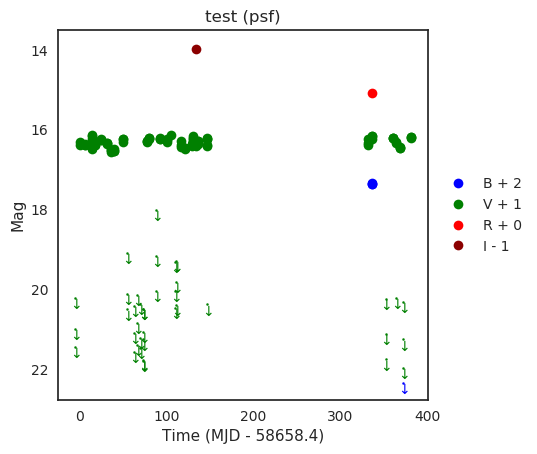 test (psf)
14
16
18
20
22
Mag
0
100
200
300
400
Time (MJD - 58658.4)
B + 2
V + 1
R + 0
I - 1